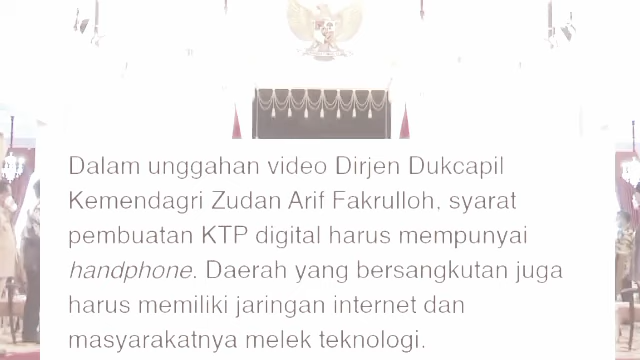 Dalam unggahan video Dirjen Dukcapil
Kemendagri Zudan Arif Fakrulloh, syarat
pembuatan KTP digital harus mempunyai
handphone. Daerah yang bersangkutan juga
harus memiliki jaringan internet dan
masyarakatnya melek teknologi.